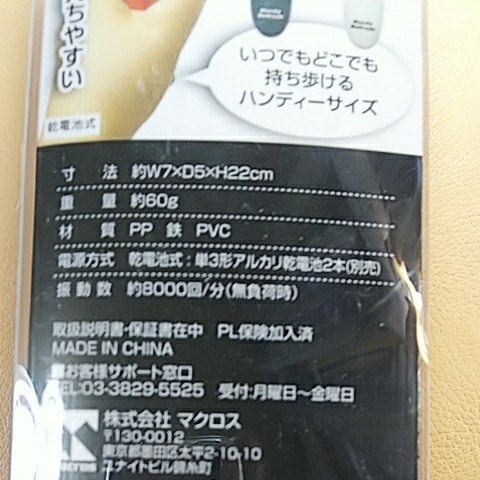 ちやすい
乾電池式
いつでもどこでも
持ち歩ける
ハンディーサイズ
寸法 約W7×D5×H22cm
重量 約60g
材質 PP 鉄 PVC
電源方式 乾電池式:単3形アルカリ乾電池2本(別売)
振動数 約8000回/分(無負荷時)
取扱説明書・保証書在中 PL保険加入済
MADE IN CHINA
■お客様サポート窓口
TEL:03-3829-5525 受付:月曜日〜金曜日
株式会社 マクロス
〒130-0012
東京都墨田区太平2-10-10
ユナイトビル錦糸町
macros